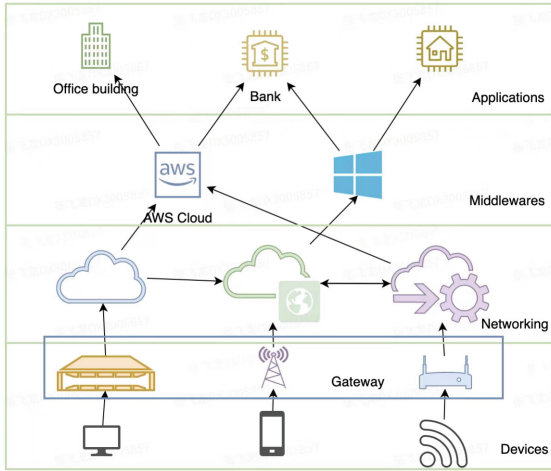 Office building
Bank
Applications
aws
Middlewares
AWS Cloud
Networking
Gateway
Devices